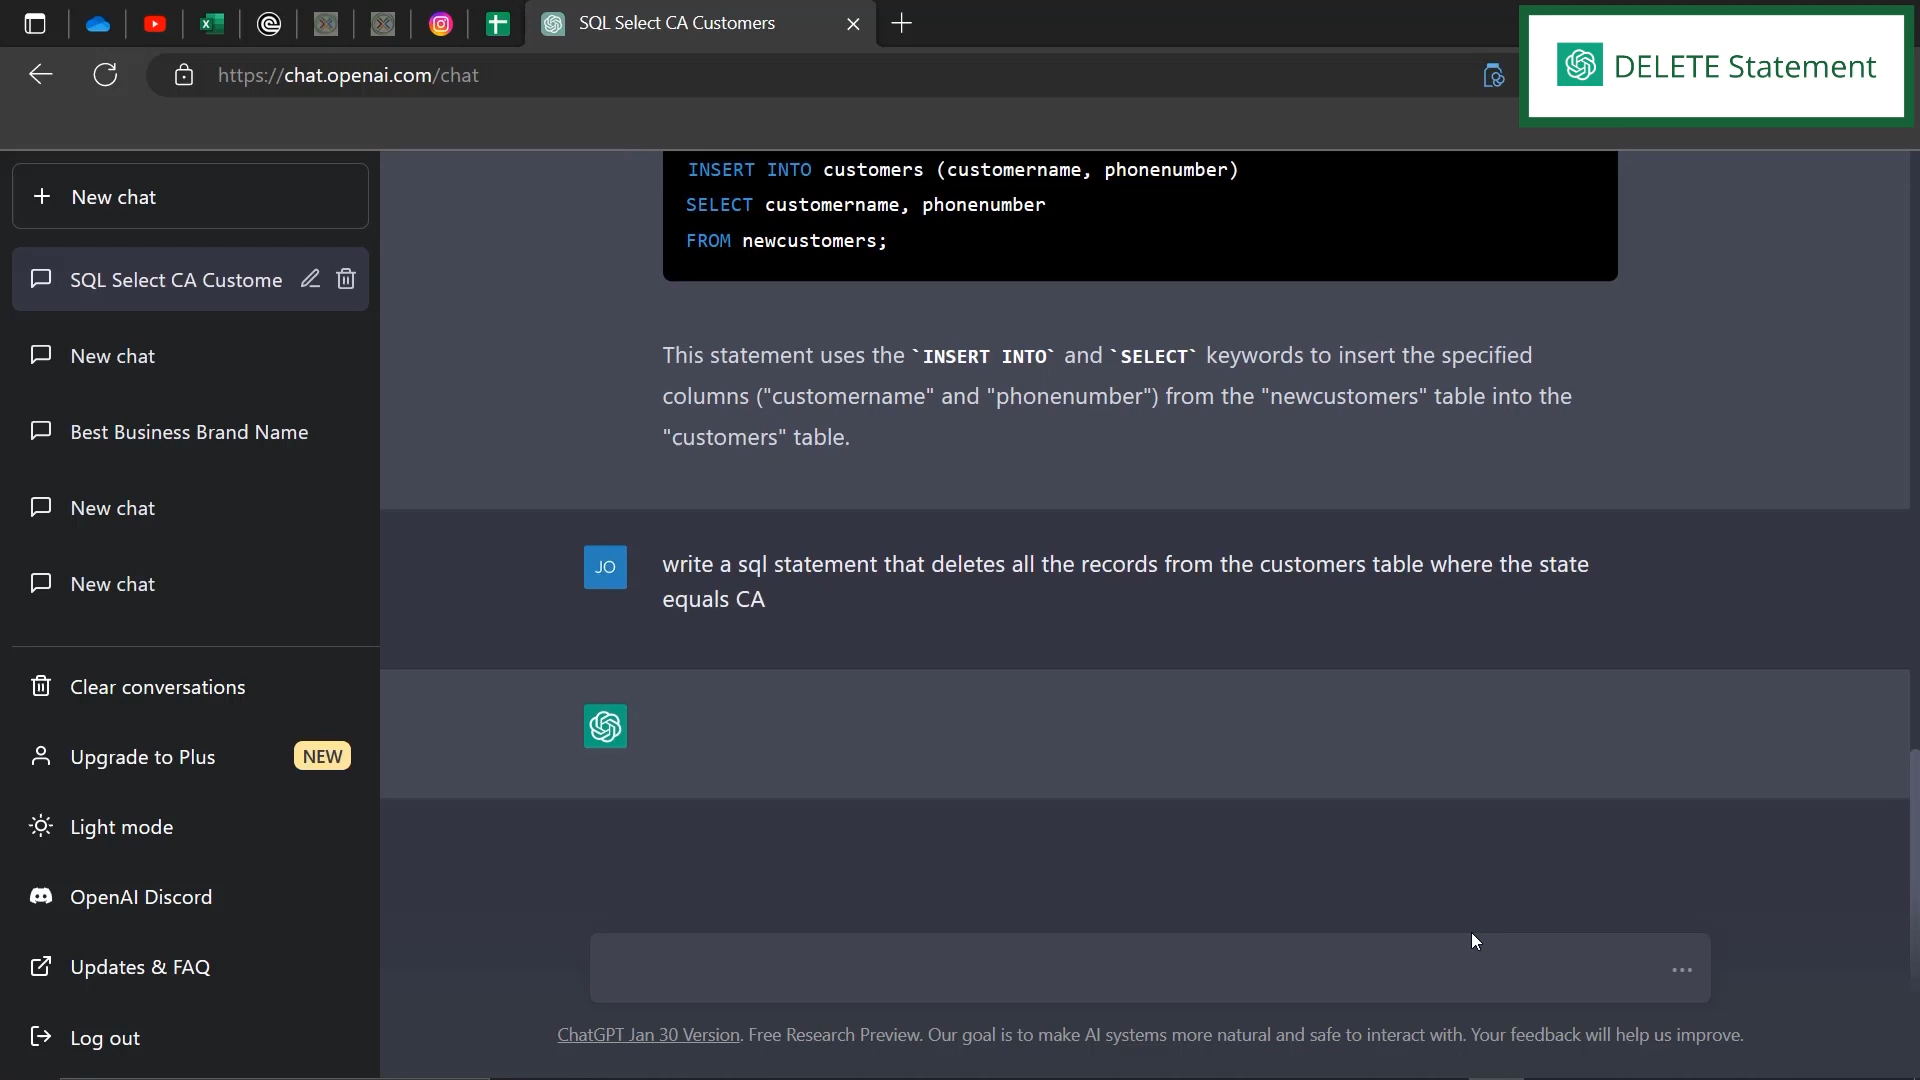 SQL Select CA Customers
https://chat.openai.com/chat
DELETE Statement
New chat
SQL Select CA Custome
New chat
Best Business Brand Name
New chat
New chat
Clear conversations
Upgrade to Plus NEW
Light mode
OpenAI Discord
Updates & FAQ
Log out
INSERT INTO customers (customername, phonenumber)
SELECT customername, phonenumber
FROM newcustomers;
This statement uses the `INSERT INTO` and `SELECT` keywords to insert the specified
columns ("customername" and "phonenumber") from the "newcustomers" table into the
"customers" table.
JO
write a sql statement that deletes all the records from the customers table where the state
equals CA
ChatGPT Jan 30 Version. Free Research Preview. Our goal is to make AI systems more natural and safe to interact with. Your feedback will help us improve.